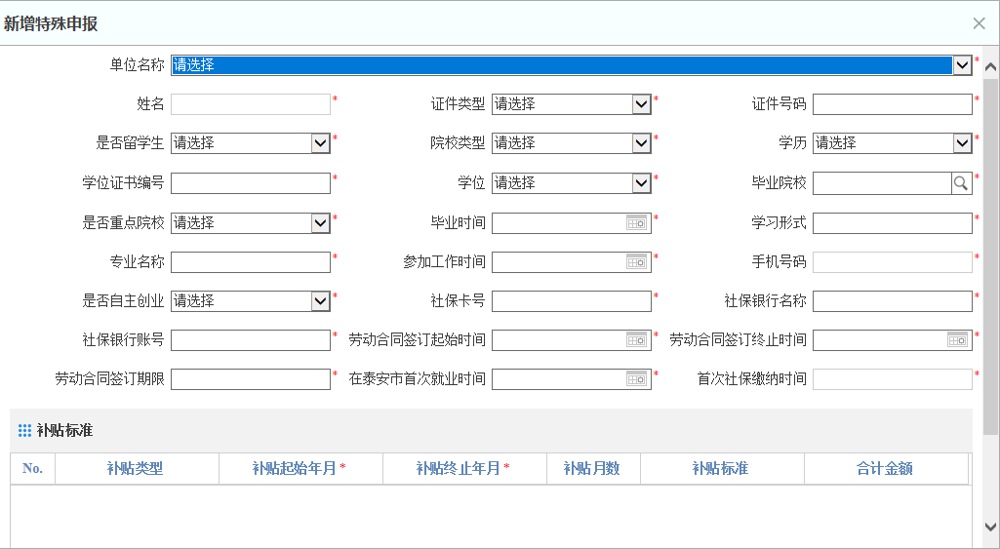 新增特殊申报
单位名称 请选择 *
姓名 * 证件类型 请选择 * 证件号码 *
是否留学生 请选择 * 院校类型 请选择 * 学历 请选择 *
学位证书编号 * 学位 请选择 * 毕业院校 *
是否重点院校 请选择 * 毕业时间 * 学习形式 *
专业名称 * 参加工作时间 * 手机号码 *
是否自主创业 请选择 * 社保卡号 * 社保银行名称 *
社保银行账号 * 劳动合同签订起始时间 * 劳动合同签订终止时间 *
劳动合同签订期限 * 在泰安市首次就业时间 * 首次社保缴纳时间 *
补贴标准
No. 补贴类型 补贴起始年月* 补贴终止年月* 补贴月数 补贴标准 合计金额